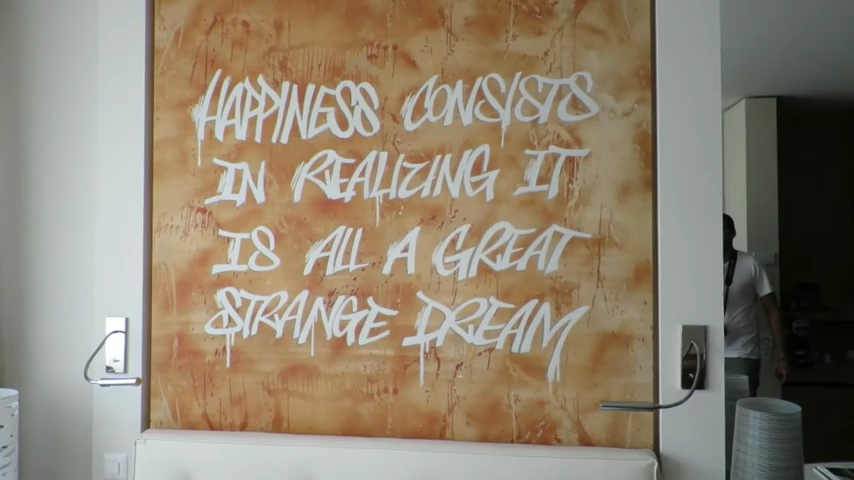 HAPPINESS CONSISTS
IN REALIZING IT
IS ALL A GREAT
STRANGE DREAM